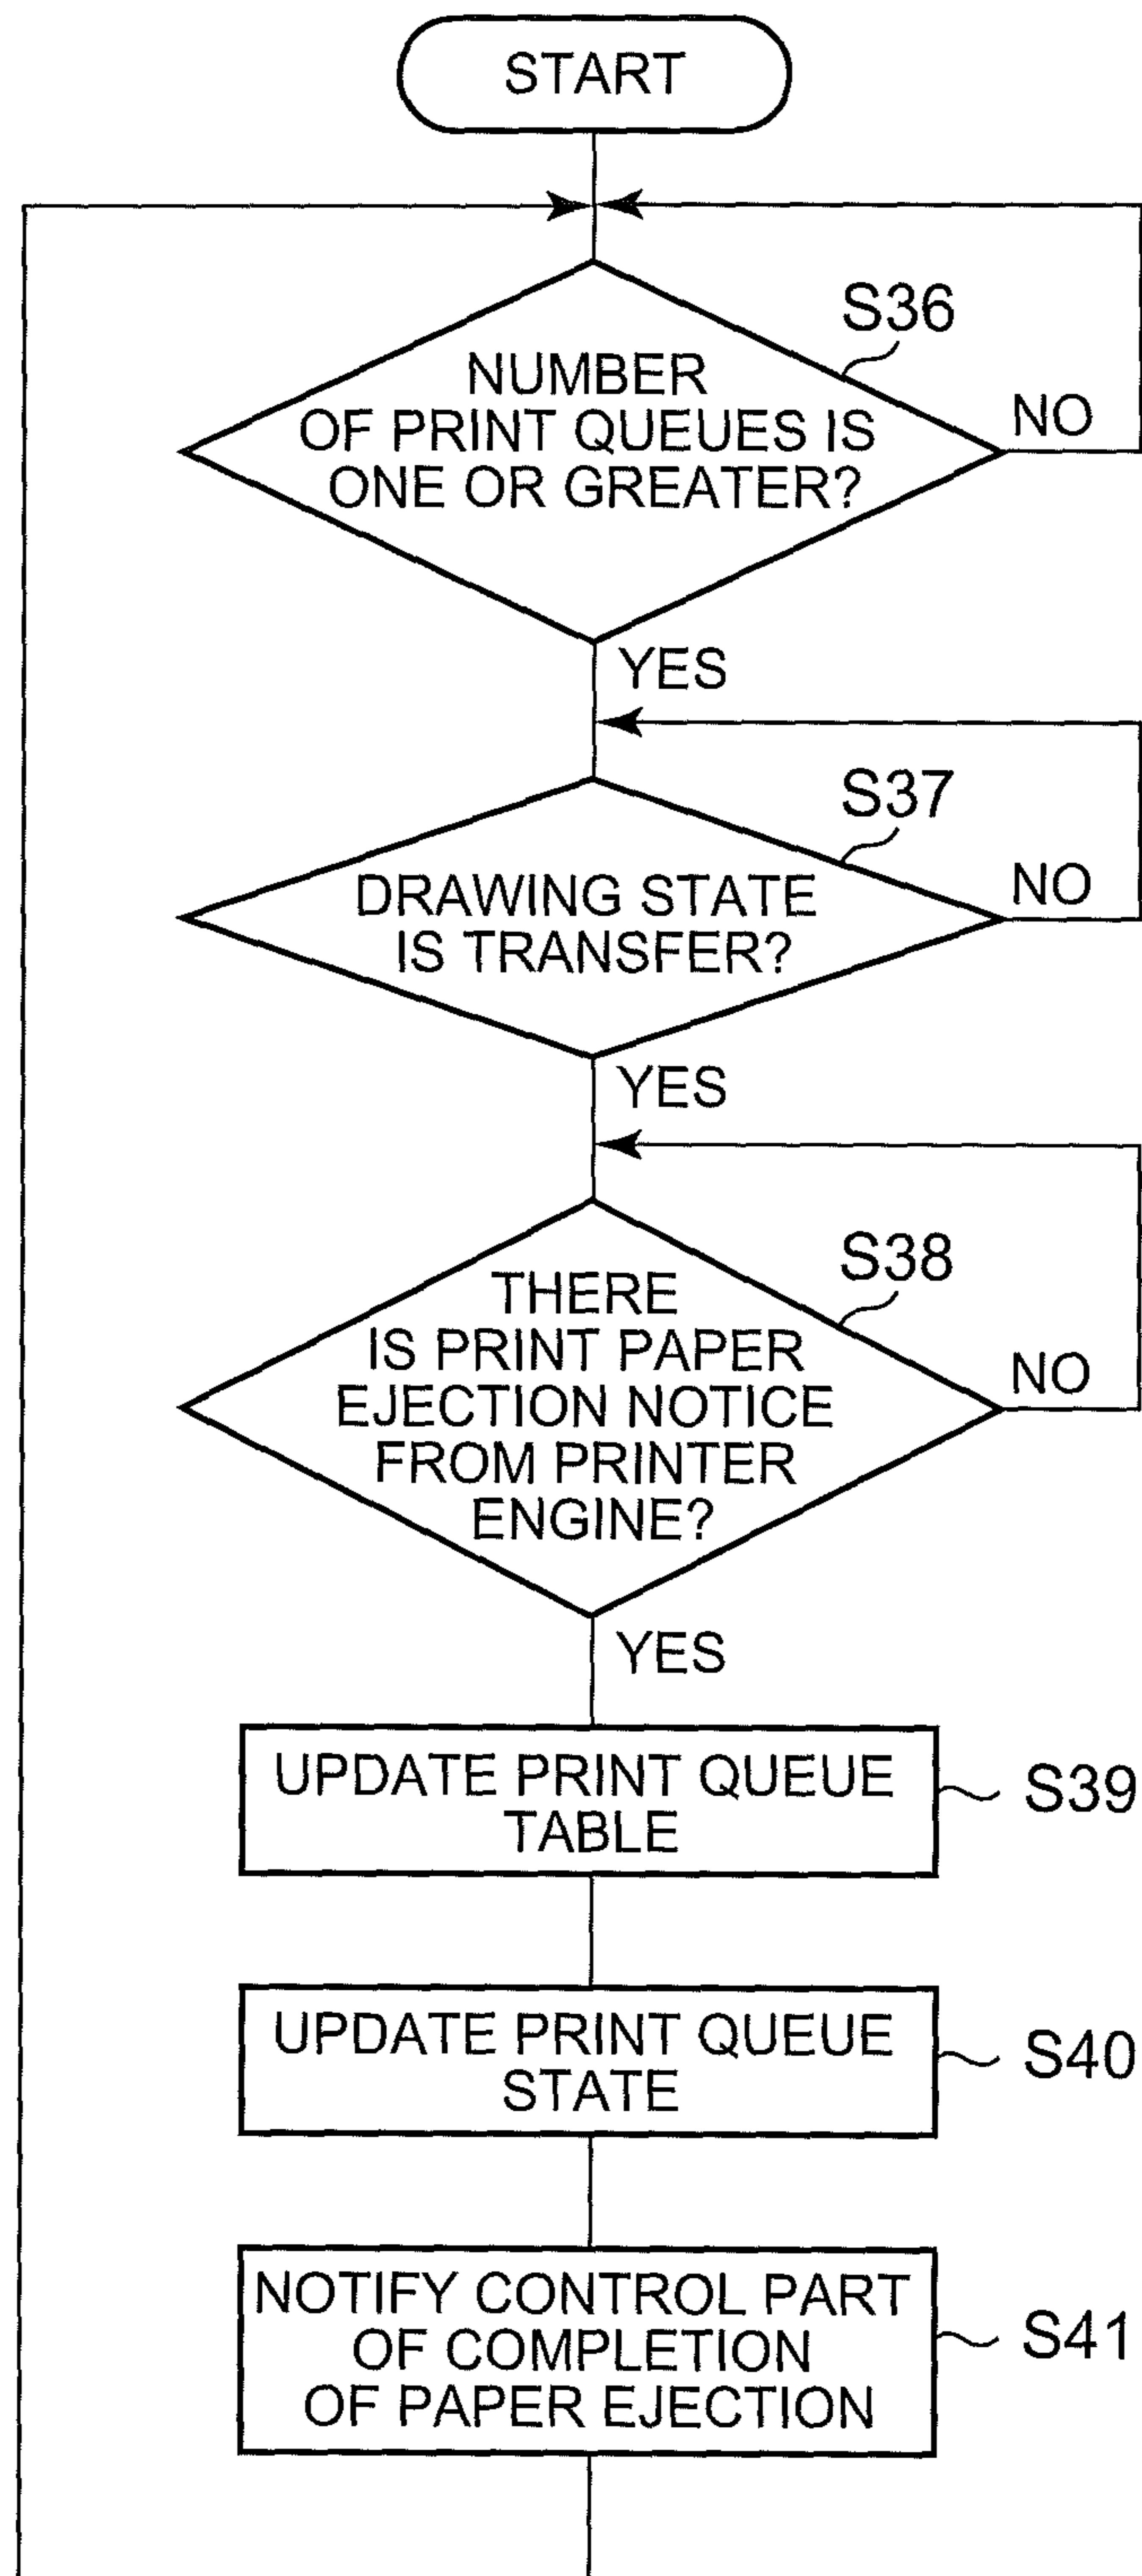 START
S36
NUMBER
OF PRINT QUEUES IS
ONE OR GREATER?
NO
YES
S37
DRAWING STATE
IS TRANSFER?
NO
YES
S38
THERE
IS PRINT PAPER
EJECTION NOTICE
FROM PRINTER
ENGINE?
NO
YES
UPDATE PRINT QUEUE
TABLE
S39
UPDATE PRINT QUEUE
STATE
S40
NOTIFY CONTROL PART
OF COMPLETION
OF PAPER EJECTION
S41